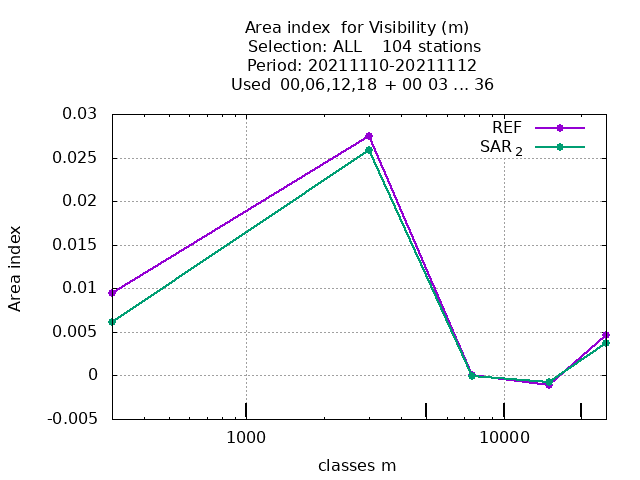 Area index  for Visibility (m)
Selection: ALL    104 stations
Period: 20211110-20211112
Used  00,06,12,18  + 00 03 ... 36
0.03
0.025
0.02
0.015
0.01
0.005
0
-0.005
Area index
REF
SAR 2
1000
10000
classes m